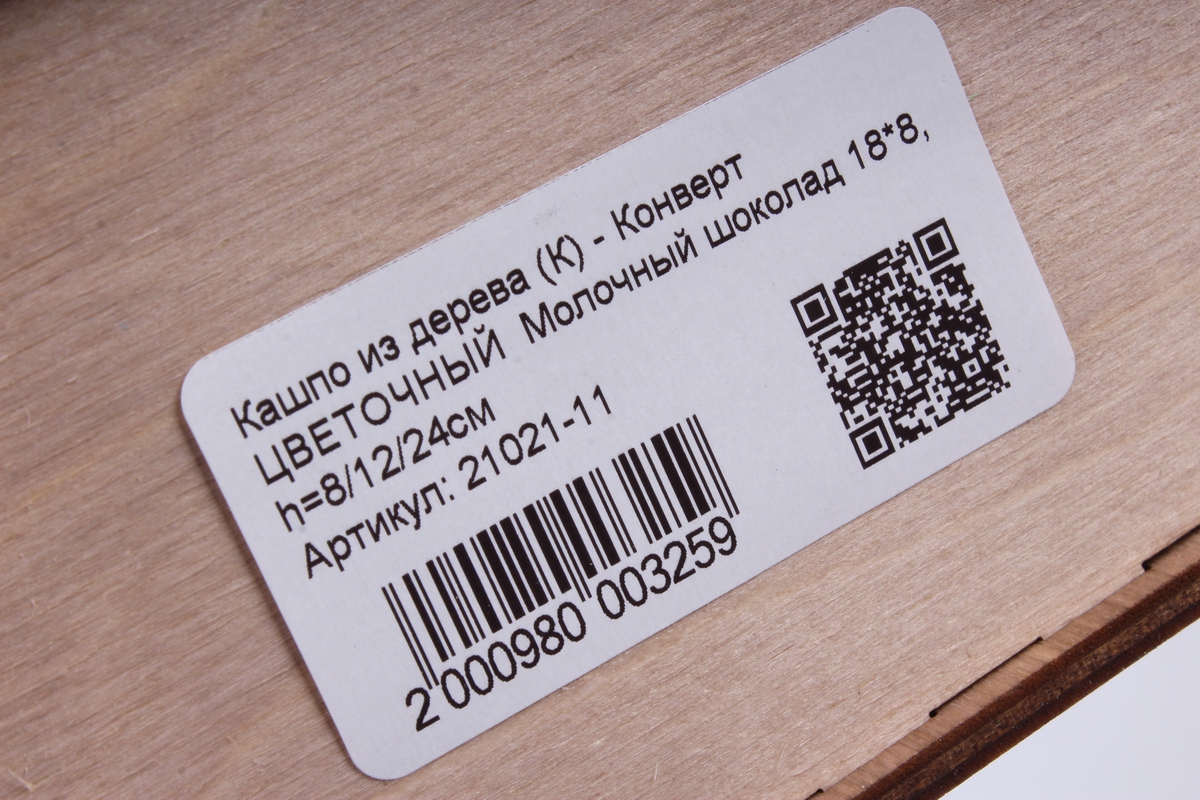 Кашпо из дерева (К) - Конверт
ЦВЕТОЧНЫЙ Молочный шоколад 18*8,
h=8/12/24см
Артикул: 21021-11
2 000980 003259